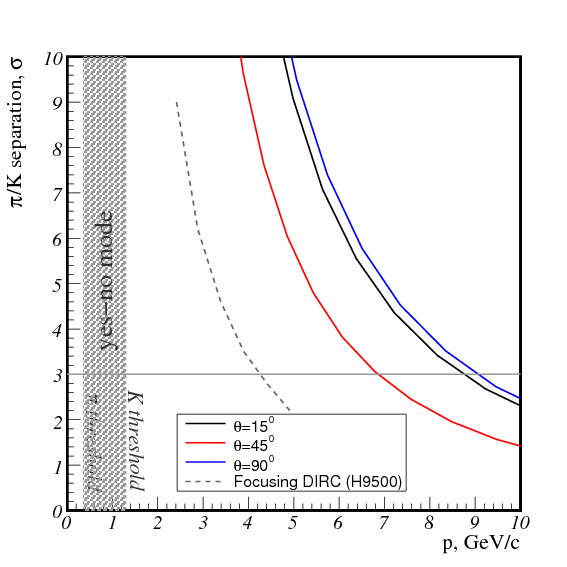 π/K separation, σ
10
9
8
7
6
5
4
3
2
1
0
yes−no mode
π threshold
K threshold
θ=15⁰
θ=45⁰
θ=90⁰
Focusing DIRC (H9500)
0 1 2 3 4 5 6 7 8 9 10
p, GeV/c